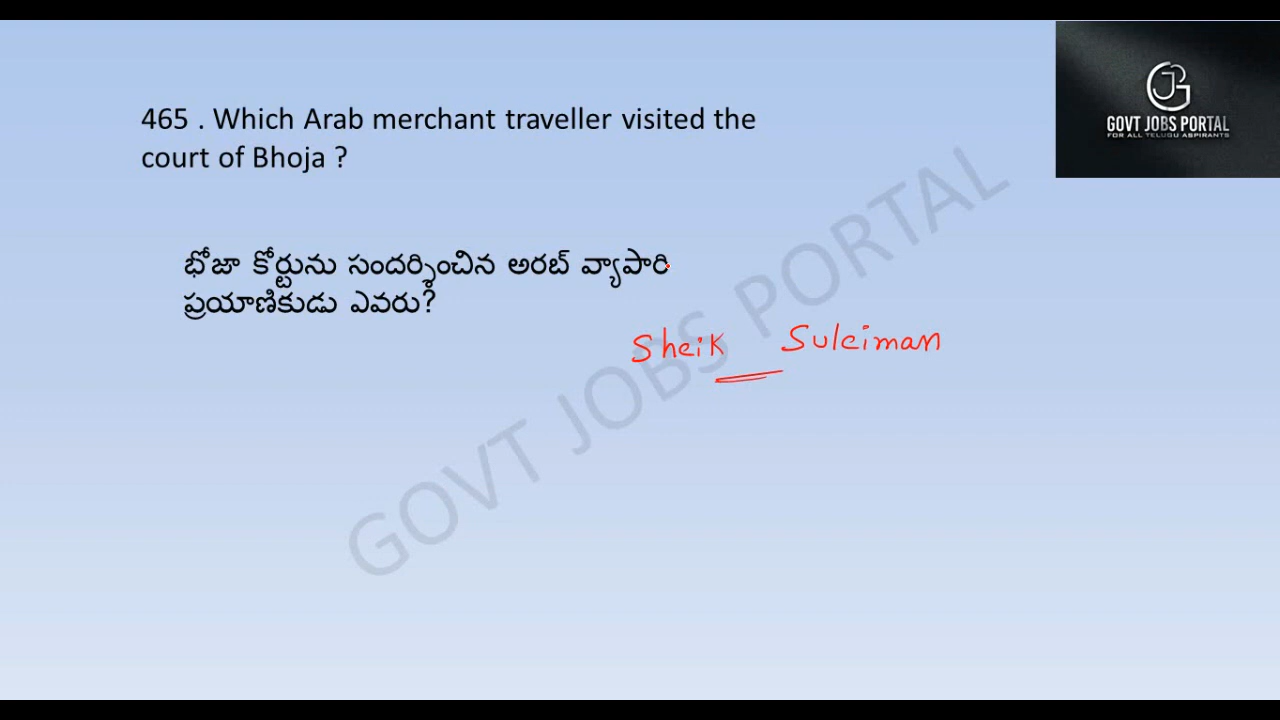 GOVT JOBS PORTAL
FOR ALL TELUGU ASPIRANTS
465 . Which Arab merchant traveller visited the
court of Bhoja ?
భోజా కోర్టును సందర్శించిన అరబ్ వ్యాపారి
ప్రయాణికుడు ఎవరు?
Sheik Suleiman
GOVT JOBS PORTAL